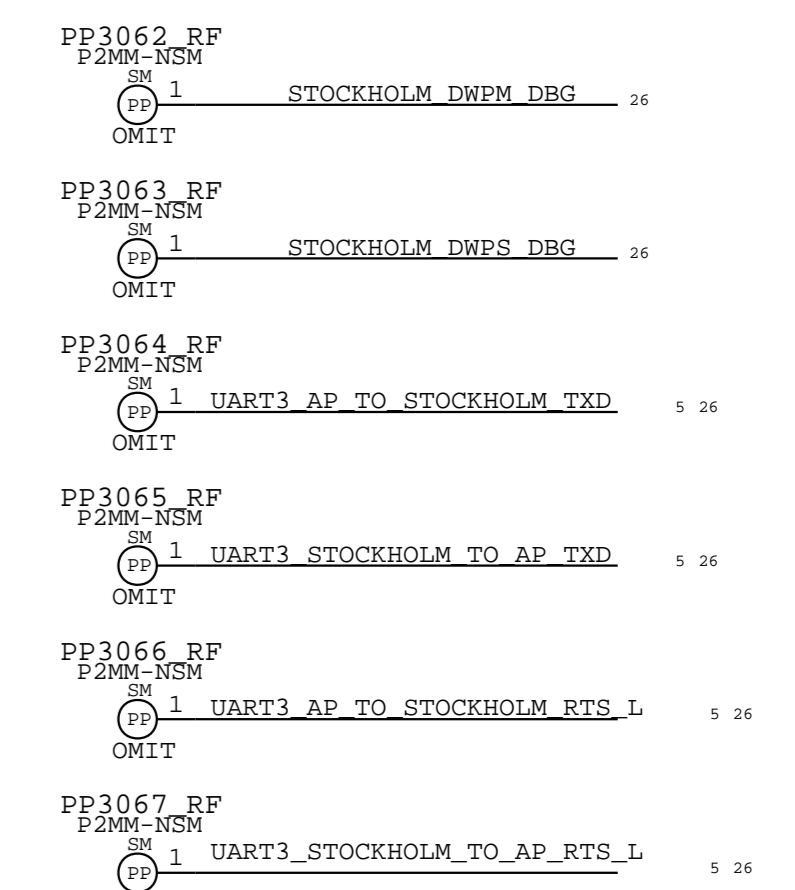 PP3062_RF
P2MM-NSM
SM
PP 1 STOCKHOLM_DWPM_DBG 26
OMIT
PP3063_RF
P2MM-NSM
SM
PP 1 STOCKHOLM_DWPS_DBG 26
OMIT
PP3064_RF
P2MM-NSM
SM
PP 1 UART3_AP_TO_STOCKHOLM_TXD 5 26
OMIT
PP3065_RF
P2MM-NSM
SM
PP 1 UART3_STOCKHOLM_TO_AP_TXD 5 26
OMIT
PP3066_RF
P2MM-NSM
SM
PP 1 UART3_AP_TO_STOCKHOLM_RTS_L 5 26
OMIT
PP3067_RF
P2MM-NSM
SM
PP 1 UART3_STOCKHOLM_TO_AP_RTS_L 5 26